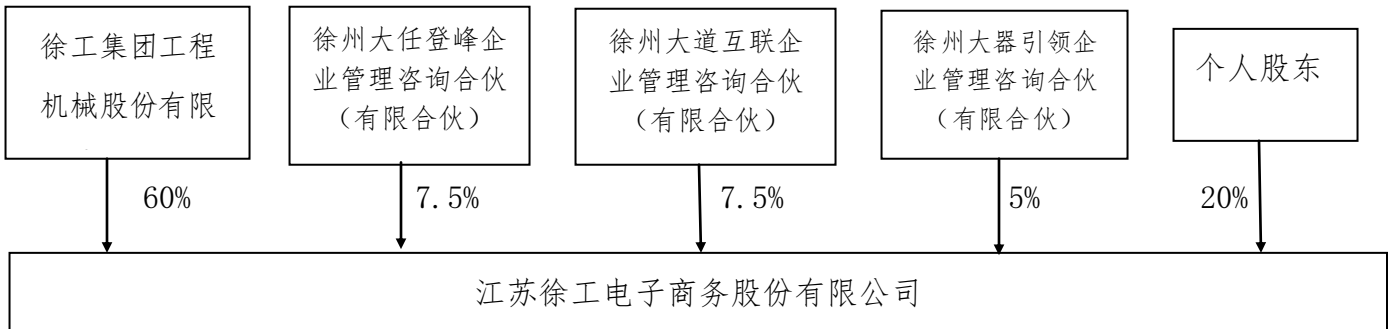 徐工集团工程
机械股份有限
徐州大任登峰企
业管理咨询合伙
（有限合伙）
徐州大道互联企
业管理咨询合伙
（有限合伙）
徐州大器引领企
业管理咨询合伙
（有限合伙）
个人股东
60%
7.5%
7.5%
5%
20%
江苏徐工电子商务股份有限公司